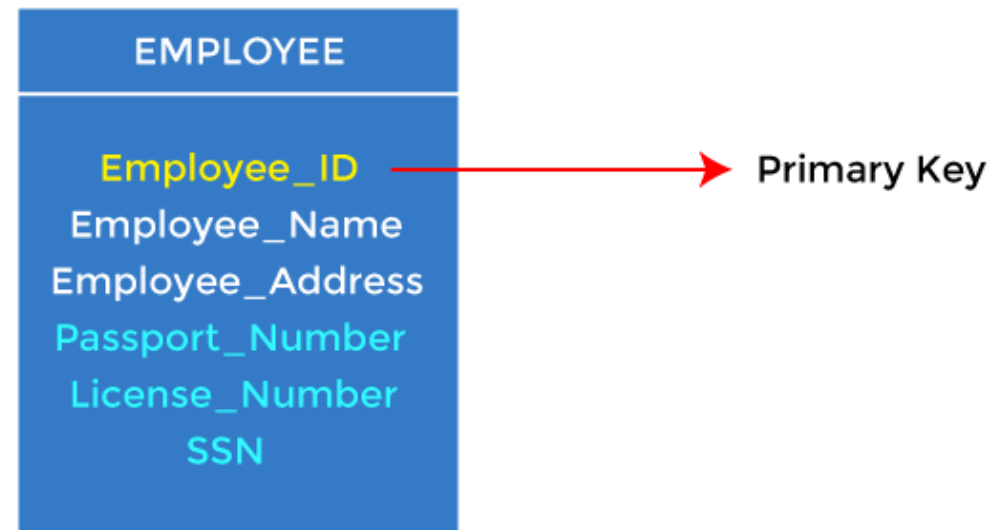 EMPLOYEE
Employee_ID
Primary Key
Employee_Name
Employee_Address
Passport_Number
License_Number
SSN